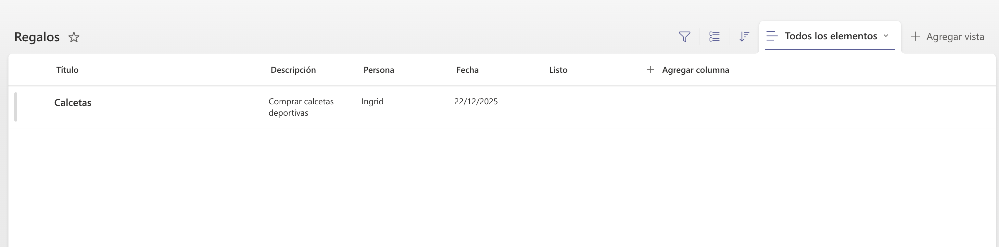 Regalos
Todos los elementos
Agregar vista
Título Descripción Persona Fecha Listo Agregar columna
Calcetas Comprar calcetas Ingrid 22/12/2025
deportivas